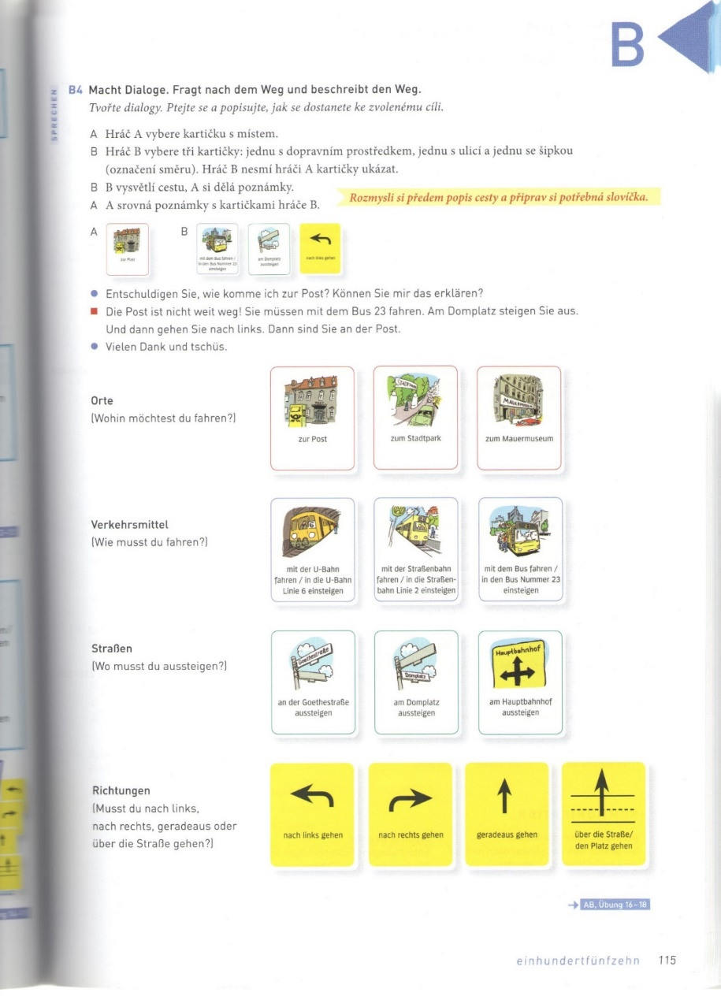 B
SPRECHEN
B4 Macht Dialoge. Fragt nach dem Weg und beschreibt den Weg.
Tvořte dialogy. Ptejte se a popisujte, jak se dostanete ke zvolenému cíli.
A Hráč A vybere kartičku s místem.
B Hráč B vybere tři kartičky: jednu s dopravním prostředkem, jednu s ulicí a jednu se šipkou
(označení směru). Hráč B nesmí hráči A kartičky ukázat.
B B vysvětlí cestu, A si dělá poznámky.
A A srovná poznámky s kartičkami hráče B.
Rozmysli si předem popis cesty a připrav si potřebná slovíčka.
A
zur Post
B
mit dem Bus fahren /
in den Bus Nummer 23
einsteigen
am Domplatz
aussteigen
nach links gehen
Entschuldigen Sie, wie komme ich zur Post? Können Sie mir das erklären?
Die Post ist nicht weit weg! Sie müssen mit dem Bus 23 fahren. Am Domplatz steigen Sie aus.
Und dann gehen Sie nach links. Dann sind Sie an der Post.
Vielen Dank und tschüs.
Orte
(Wohin möchtest du fahren?)
zur Post
STADTPARK
zum Stadtpark
MAUERMUSEUM
zum Mauermuseum
Verkehrsmittel
(Wie musst du fahren?)
6
mit der U-Bahn
fahren / in die U-Bahn
Linie 6 einsteigen
mit der Straßenbahn
fahren / in die Straßen-
bahn Linie 2 einsteigen
mit dem Bus fahren /
in den Bus Nummer 23
einsteigen
Straßen
(Wo musst du aussteigen?)
Goethestraße
an der Goethestraße
aussteigen
Domplatz
am Domplatz
aussteigen
Hauptbahnhof
am Hauptbahnhof
aussteigen
Richtungen
(Musst du nach links,
nach rechts, geradeaus oder
über die Straße gehen?)
nach links gehen
nach rechts gehen
geradeaus gehen
über die Straße/
den Platz gehen
→ AB, Übung 16–18
einhundertfünfzehn 115